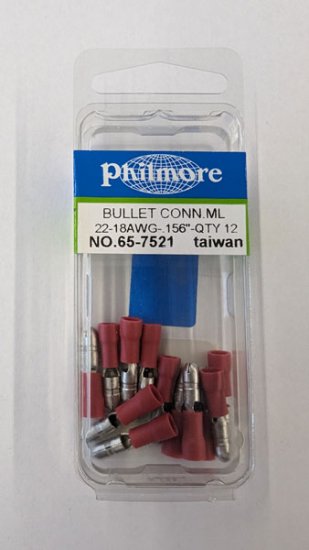 Philmore
BULLET CONN.ML
22-18AWG-.156"-QTY 12
NO.65-7521 taiwan